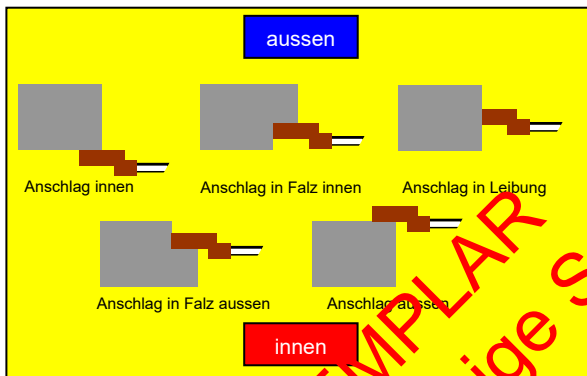 aussen
Anschlag innen
Anschlag in Falz innen
Anschlag in Leibung
Anschlag in Falz aussen
Anschlag aussen
innen